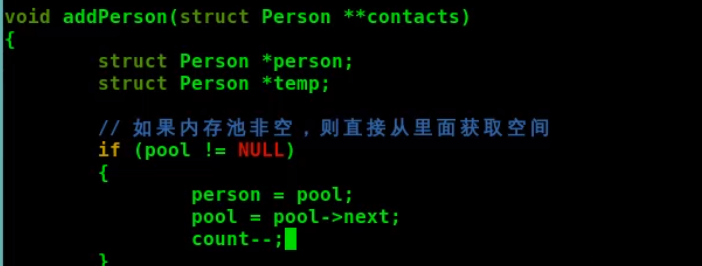 void addPerson(struct Person **contacts)
{
struct Person *person;
struct Person *temp;
// 如果内存池非空，则直接从里面获取空间
if (pool != NULL)
{
person = pool;
pool = pool->next;
count--;
}